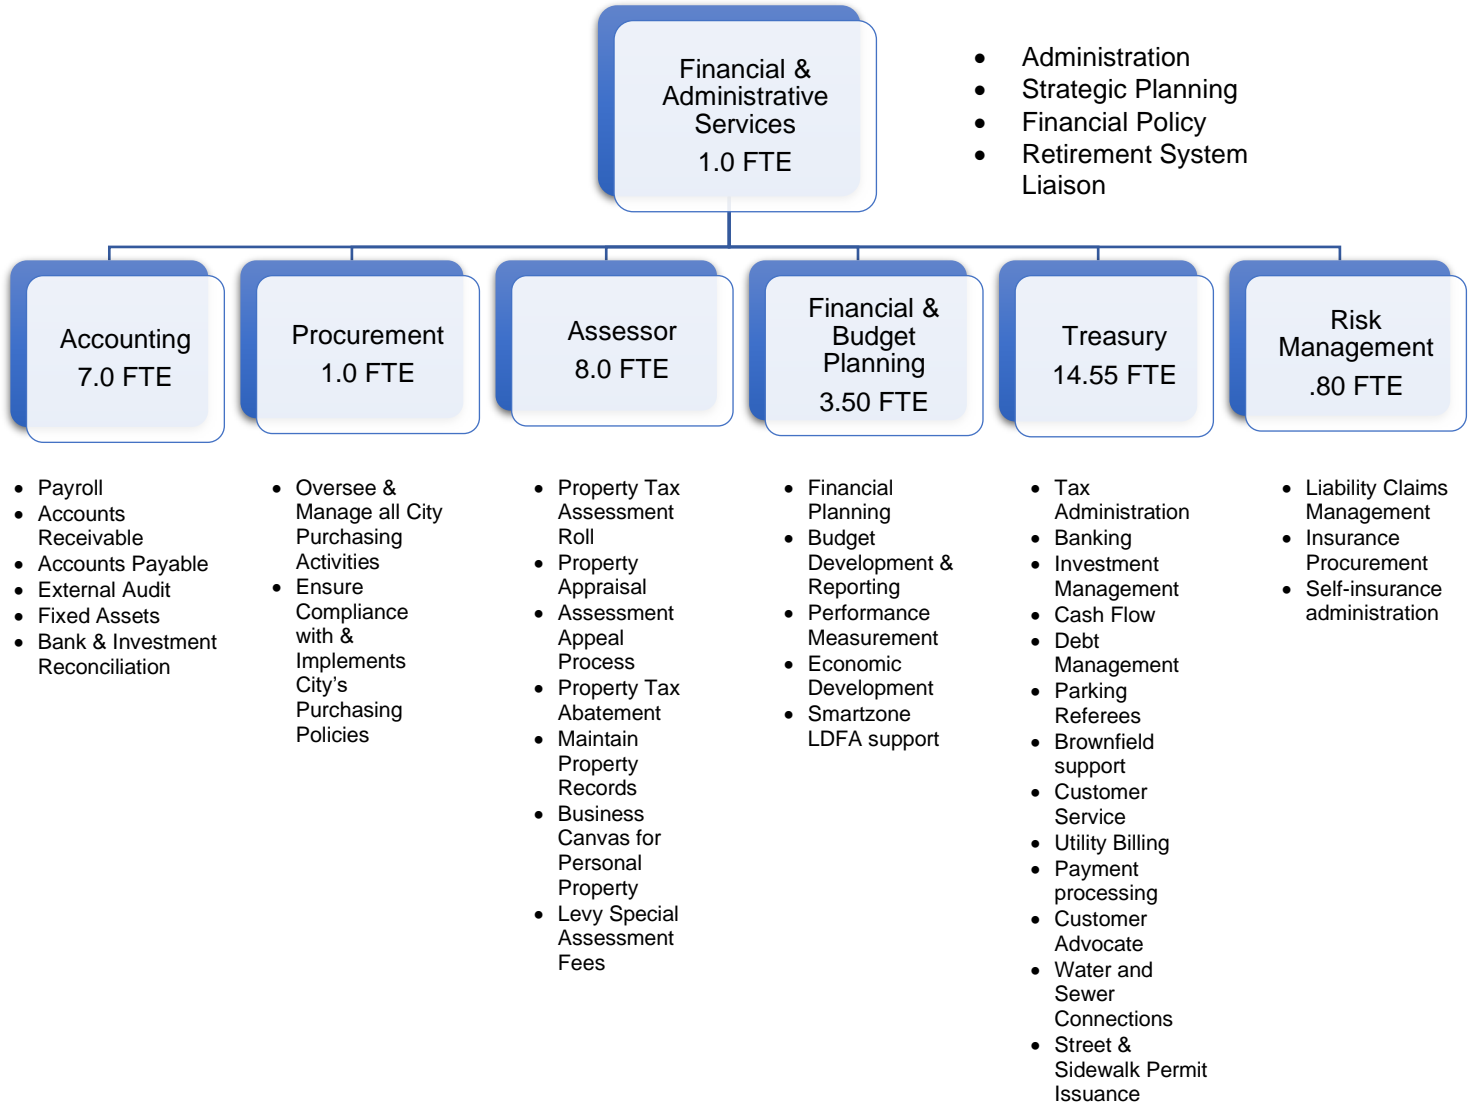 Financial &
Administrative
Services
1.0 FTE
• Administration
• Strategic Planning
• Financial Policy
• Retirement System
Liaison
Accounting
7.0 FTE
Procurement
1.0 FTE
Assessor
8.0 FTE
Financial &
Budget
Planning
3.50 FTE
Treasury
14.55 FTE
Risk
Management
.80 FTE
• Payroll
• Accounts
Receivable
• Accounts Payable
• External Audit
• Fixed Assets
• Bank & Investment
Reconciliation
• Oversee &
Manage all City
Purchasing
Activities
• Ensure
Compliance
with &
Implements
City’s
Purchasing
Policies
• Property Tax
Assessment
Roll
• Property
Appraisal
• Assessment
Appeal
Process
• Property Tax
Abatement
• Maintain
Property
Records
• Business
Canvas for
Personal
Property
• Levy Special
Assessment
Fees
• Financial
Planning
• Budget
Development &
Reporting
• Performance
Measurement
• Economic
Development
• Smartzone
LDFA support
• Tax
Administration
• Banking
• Investment
Management
• Cash Flow
• Debt
Management
• Parking
Referees
• Brownfield
support
• Customer
Service
• Utility Billing
• Payment
processing
• Customer
Advocate
• Water and
Sewer
Connections
• Street &
Sidewalk Permit
Issuance
• Liability Claims
Management
• Insurance
Procurement
• Self-insurance
administration